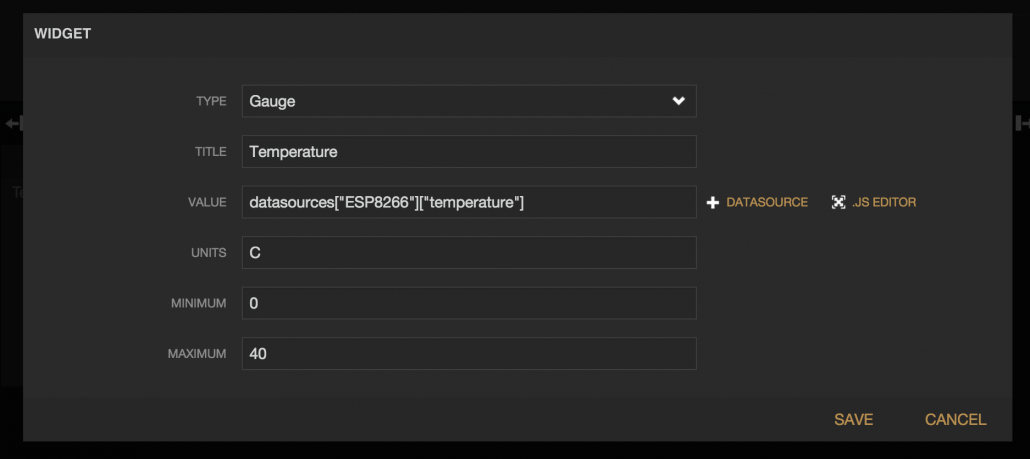 WIDGET
TYPE Gauge
TITLE Temperature
VALUE datasources["ESP8266"]["temperature"] DATASOURCE .JS EDITOR
UNITS C
MINIMUM 0
MAXIMUM 40
SAVE CANCEL